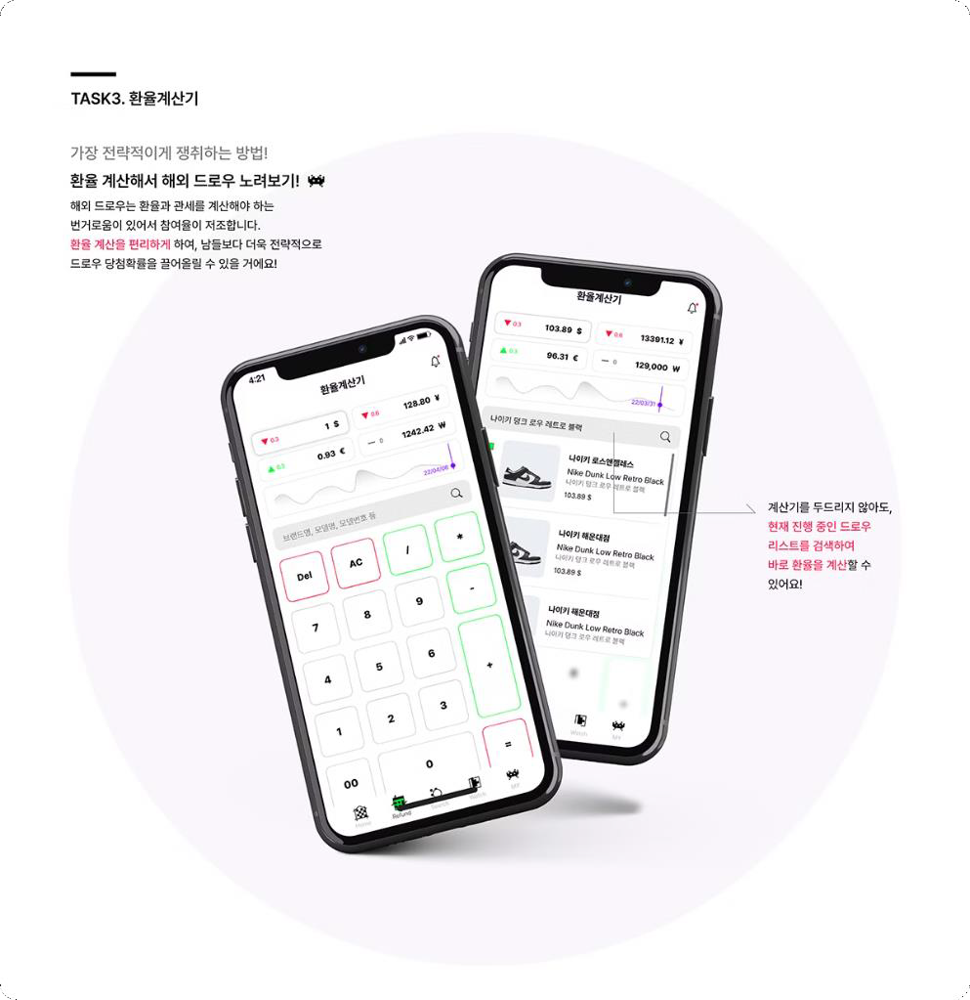 TASK3. 환율계산기
가장 전략적이게 쟁취하는 방법!
환율 계산해서 해외 드로우 노려보기!
해외 드로우는 환율과 관세를 계산해야 하는
번거로움이 있어서 참여율이 저조합니다.
환율 계산을 편리하게 하여, 남들보다 더욱 전략적으로
드로우 당첨확률을 끌어올릴 수 있을 거에요!
환율계산기
▼ 0.3 103.89 $
▼ 0.6 13391.12 ¥
▲ 0.3 96.31 €
— 0 129,000 ₩
22/03/31
나이키 덩크 로우 레트로 블랙
나이키 로스앤젤레스
Nike Dunk Low Retro Black
나이키 덩크 로우 레트로 블랙
103.89 $
나이키 해운대점
Nike Dunk Low Retro Black
나이키 덩크 로우 레트로 블랙
103.89 $
나이키 해운대점
Nike Dunk Low Retro Black
나이키 덩크 로우 레트로 블랙
Watch
MY
4:21
환율계산기
▼ 0.3 1 $
▼ 0.6 128.80 ¥
▲ 0.3 0.93 €
— 0 1242.42 ₩
22/04/06
브랜드명, 모델명, 모델번호 등
Del AC / *
7 8 9 -
4 5 6 +
1 2 3
00 0 =
Home Refund Search Watch MY
계산기를 두드리지 않아도,
현재 진행 중인 드로우
리스트를 검색하여
바로 환율을 계산할 수
있어요!